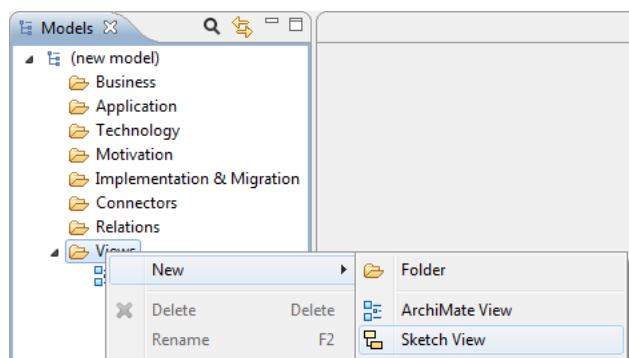 Models
(new model)
Business
Application
Technology
Motivation
Implementation & Migration
Connectors
Relations
Views
New
Folder
Delete Delete
ArchiMate View
Rename F2
Sketch View